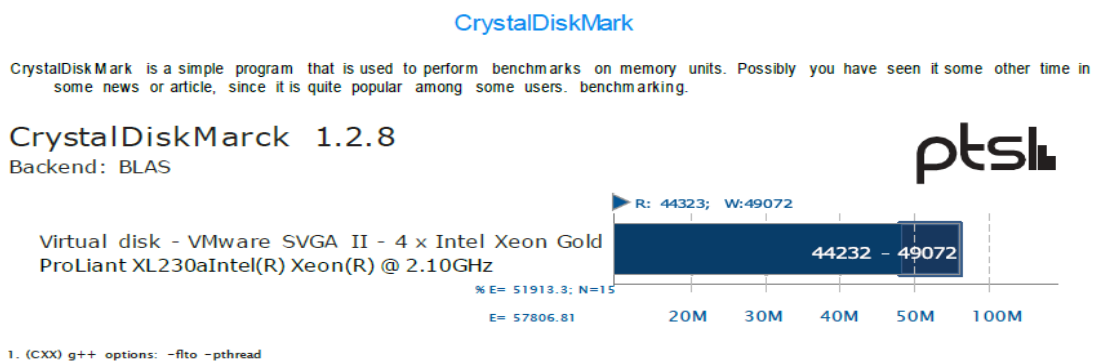 CrystalDiskMark
CrystalDiskMark is a simple program that is used to perform benchmarks on memory units. Possibly you have seen it some other time in
some news or article, since it is quite popular among some users. benchmarking.
CrystalDiskMarck 1.2.8
Backend: BLAS
ptsl
R: 44323; W:49072
Virtual disk - VMware SVGA II - 4 x Intel Xeon Gold
ProLiant XL230aIntel(R) Xeon(R) @ 2.10GHz
44232 - 49072
% E= 51913.3; N=15
E= 57806.81
20M 30M 40M 50M 100M
1. (CXX) g++ options: -flto -pthread